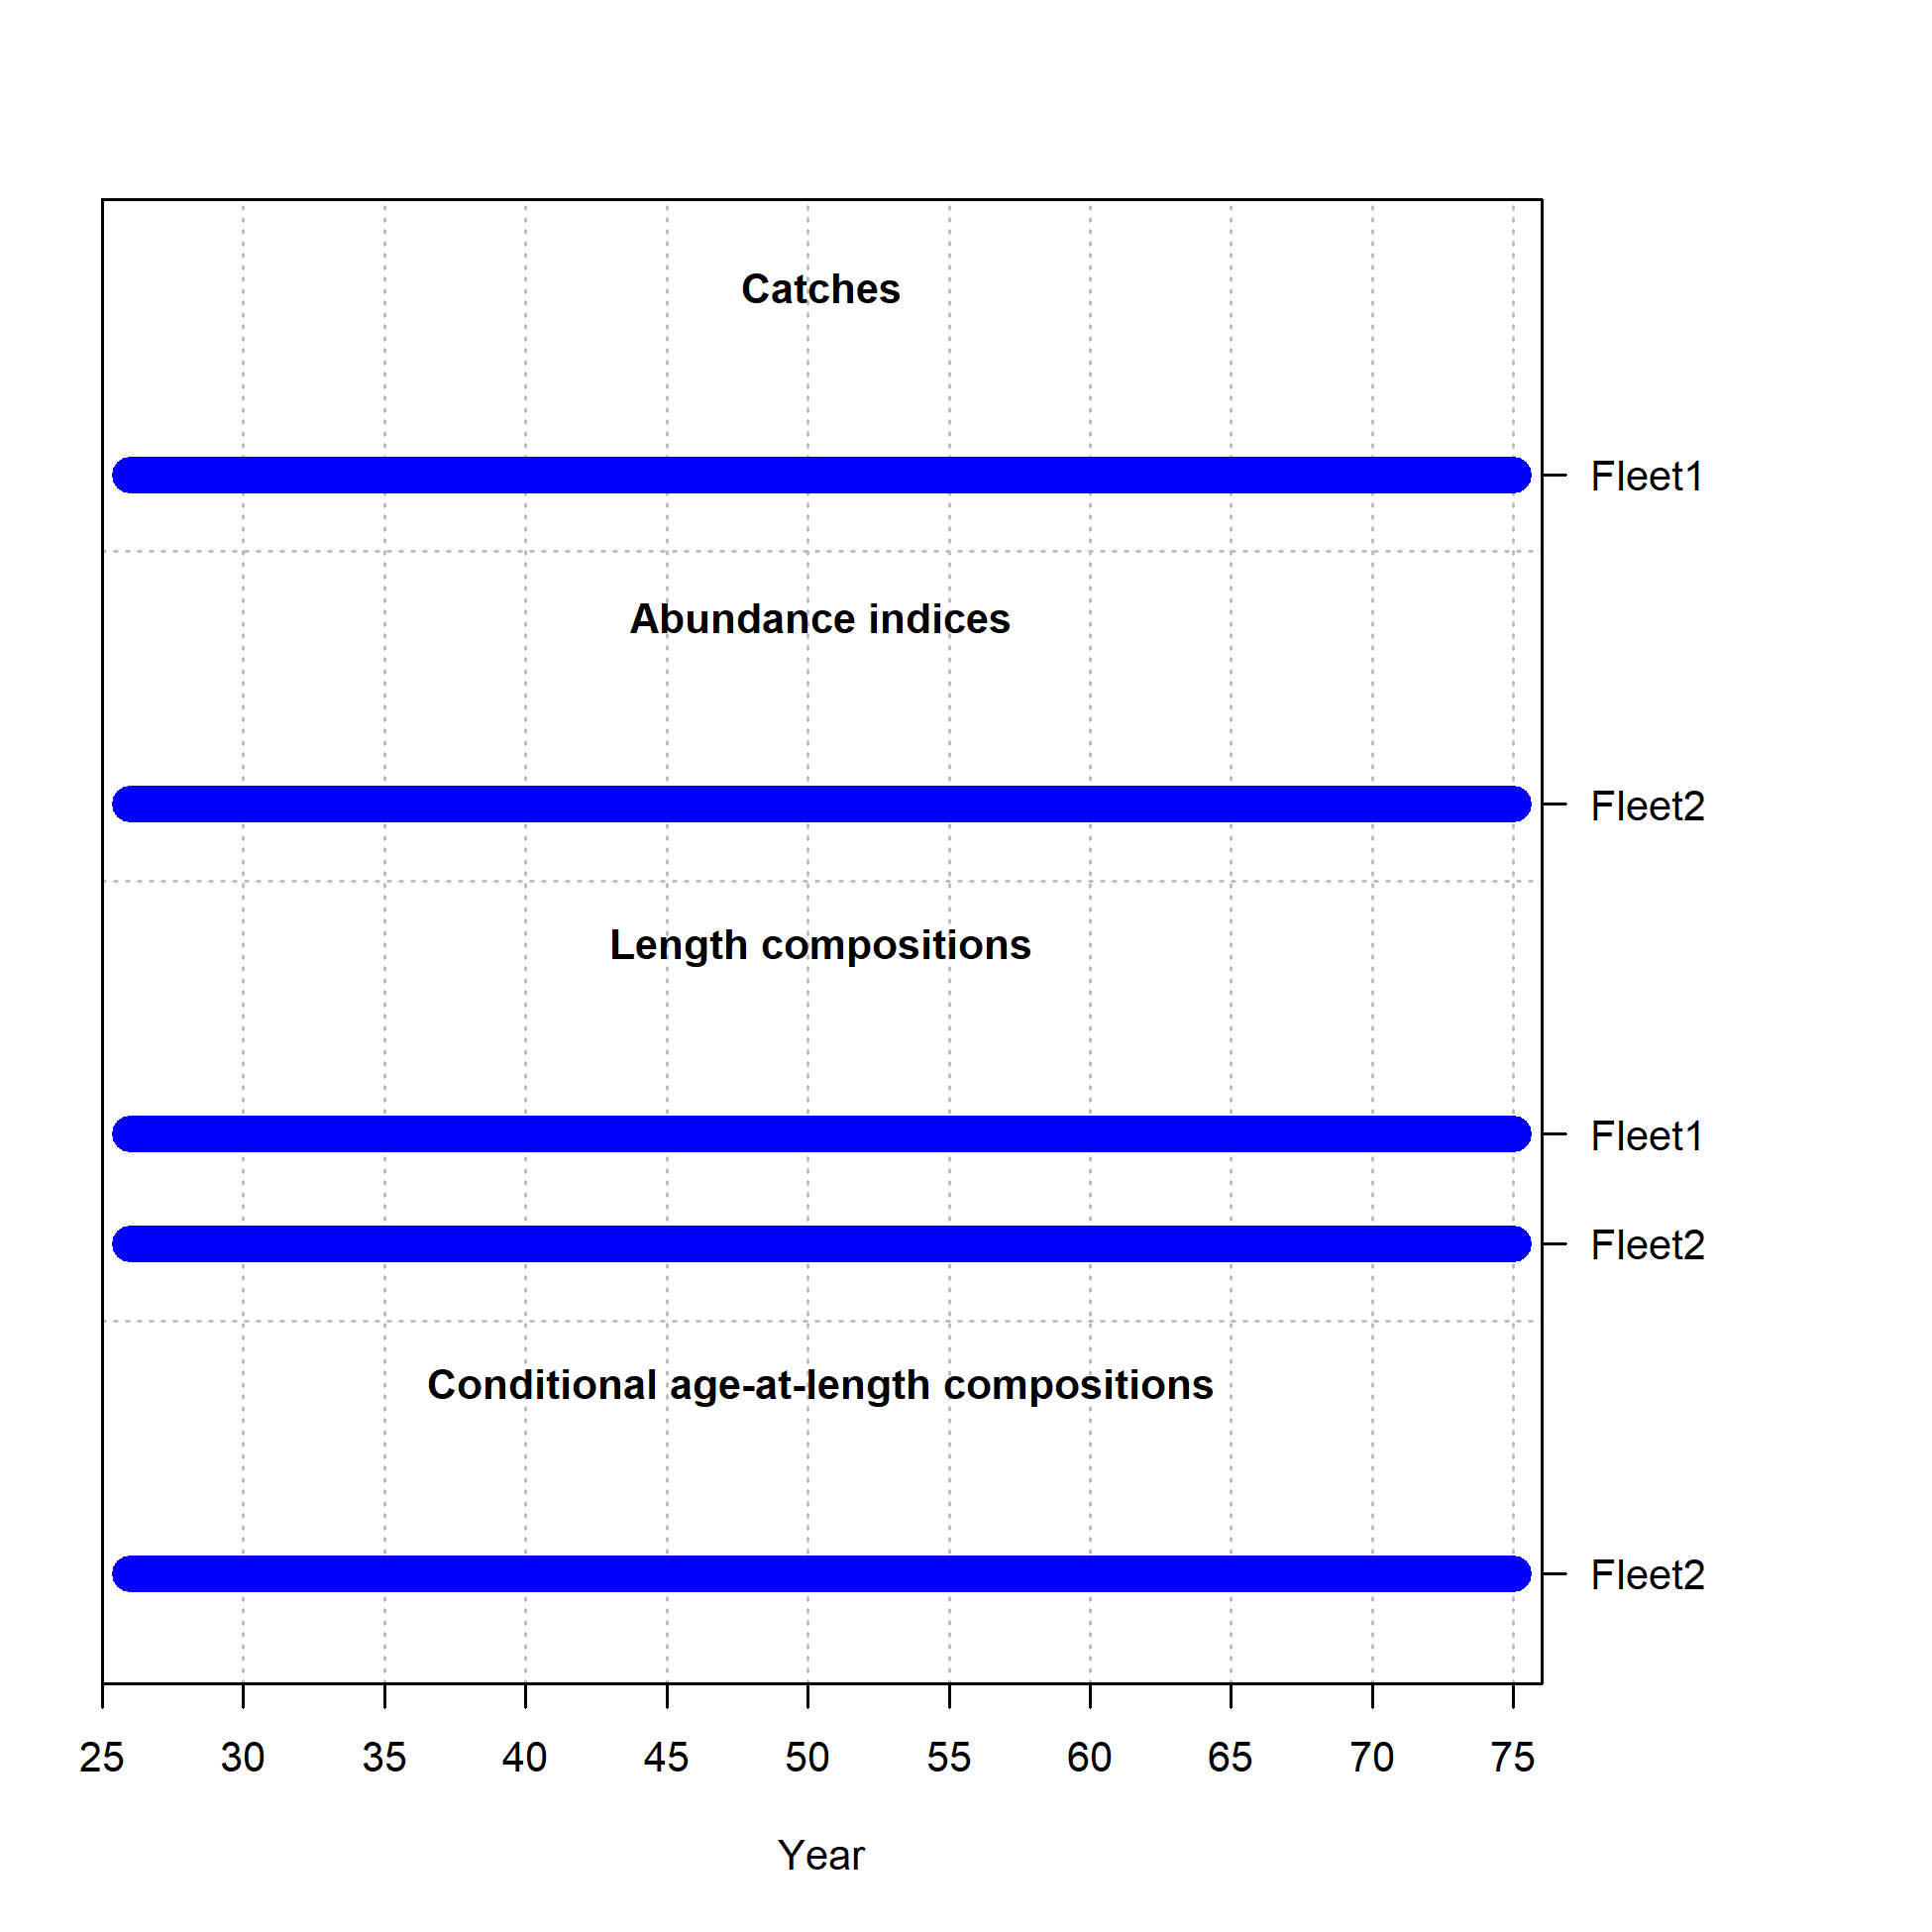 Catches
Fleet1
Abundance indices
Fleet2
Length compositions
Fleet1
Fleet2
Conditional age-at-length compositions
Fleet2
25 30 35 40 45 50 55 60 65 70 75
Year